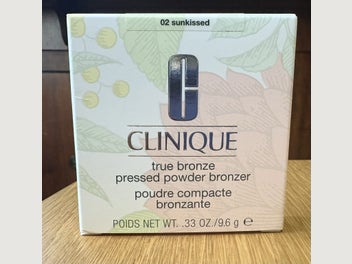 02 sunkissed
CLINIQUE
true bronze
pressed powder bronzer
poudre compacte
bronzante
POIDS NET WT. .33 OZ./9.6 g ℮